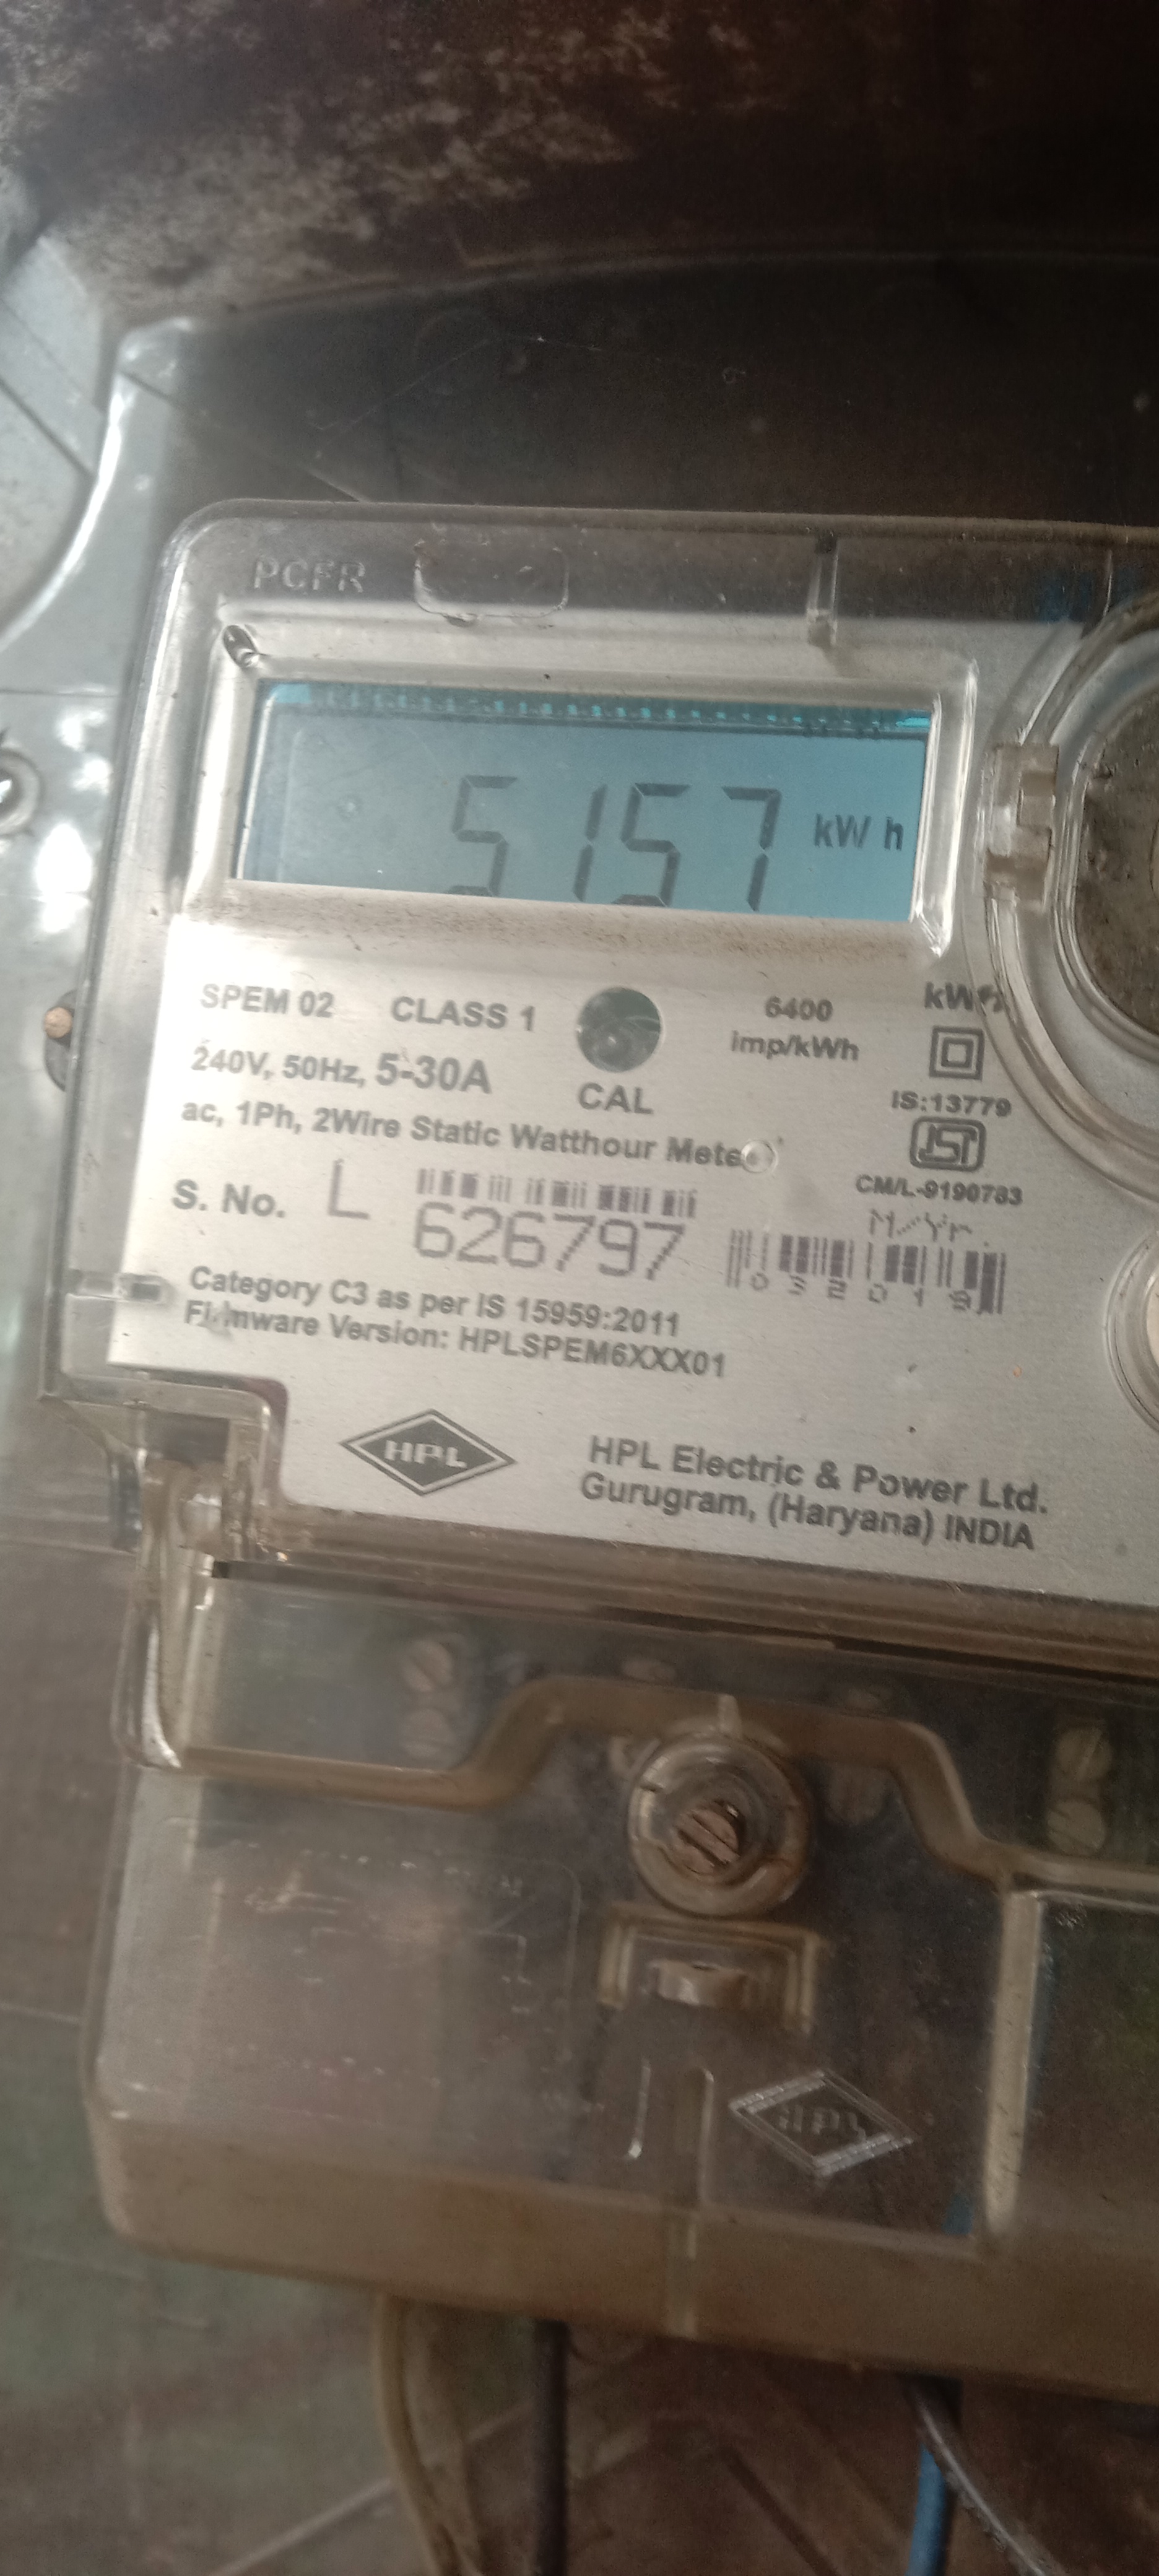 PCFR
5157 kW h
SPEM 02 CLASS 1 6400 imp/kWh
240V, 50Hz, 5-30A CAL
IS:13779
ac, 1Ph, 2Wire Static Watthour Meter
CM/L-9190783
S. No. L 626797
M. Yr.
032019
Category C3 as per IS 15959:2011
Firmware Version: HPLSPEM6XXX01
HPL
HPL Electric & Power Ltd.
Gurugram, (Haryana) INDIA
HPL